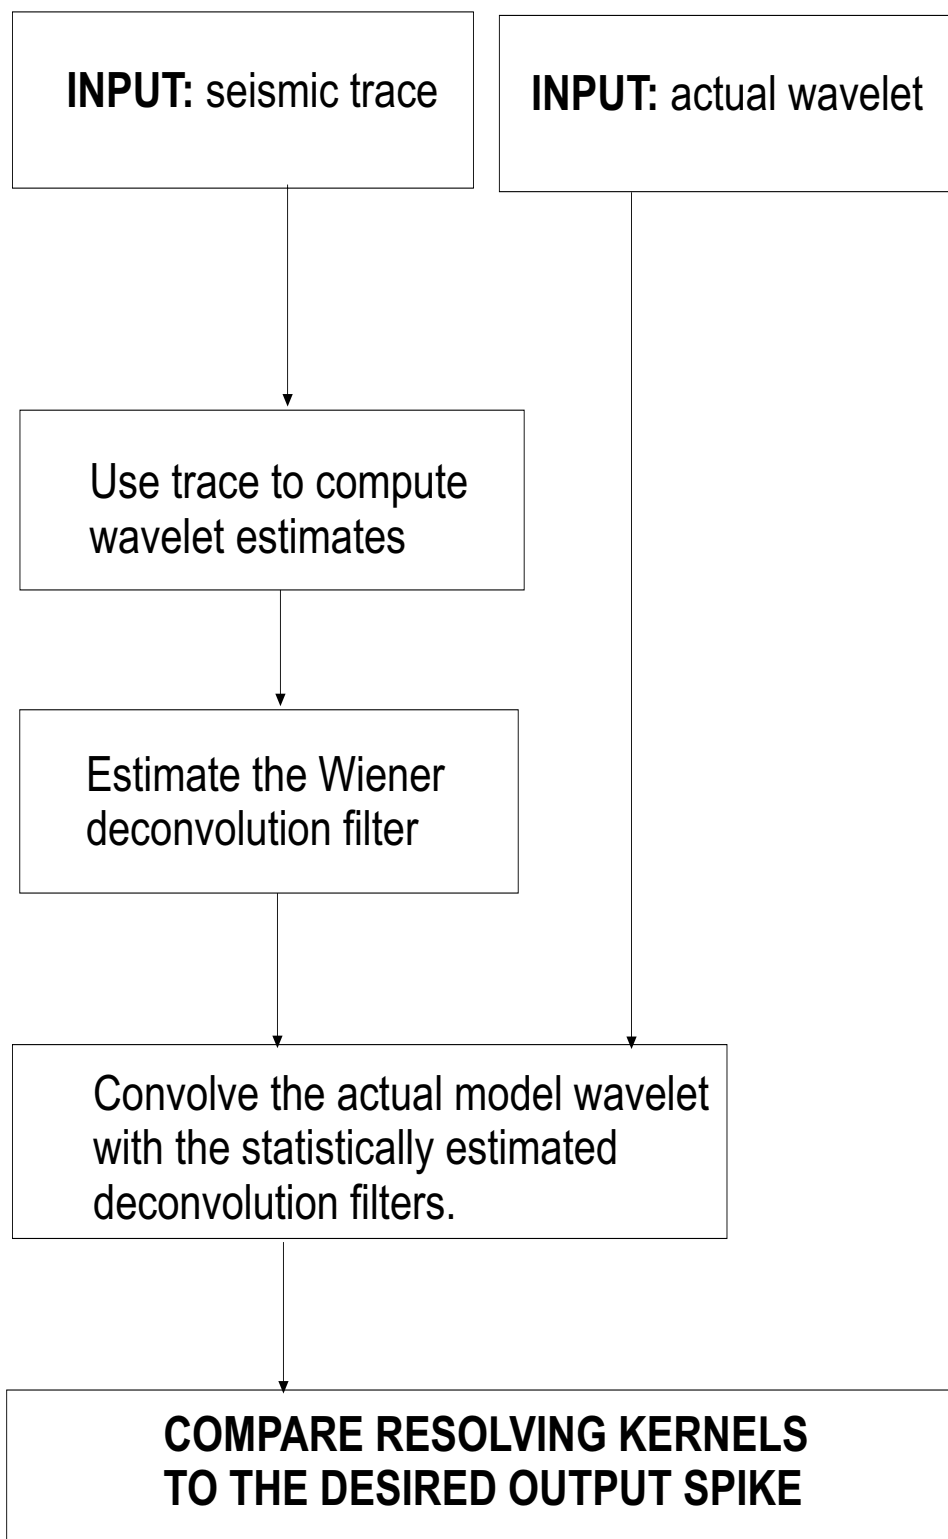 INPUT: seismic trace
INPUT: actual wavelet
Use trace to compute
wavelet estimates
Estimate the Wiener
deconvolution filter
Convolve the actual model wavelet
with the statistically estimated
deconvolution filters.
COMPARE RESOLVING KERNELS
TO THE DESIRED OUTPUT SPIKE